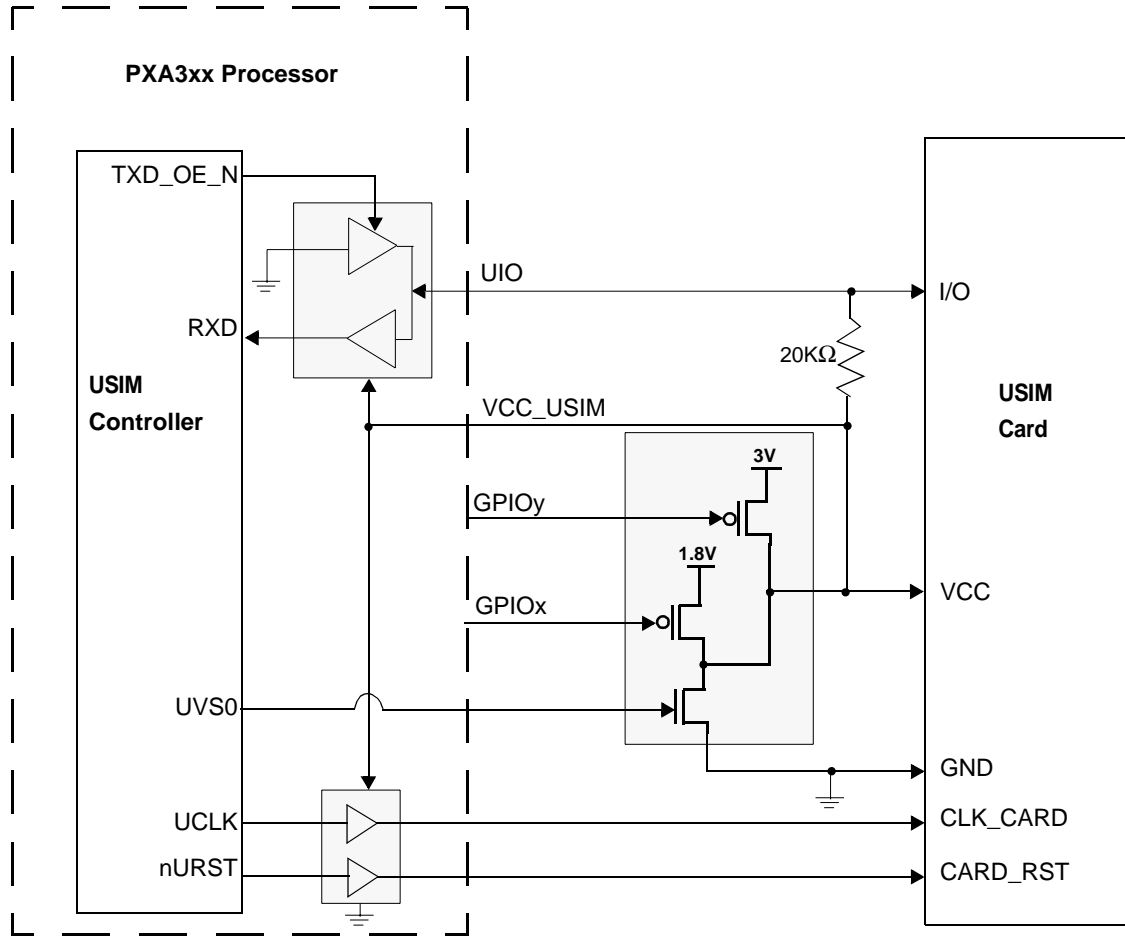 PXA3xx Processor
TXD_OE_N
UIO
I/O
RXD
20KΩ
USIM
Controller
VCC_USIM
USIM
Card
3V
GPIOy
1.8V
VCC
GPIOx
UVS0
GND
UCLK
CLK_CARD
nURST
CARD_RST